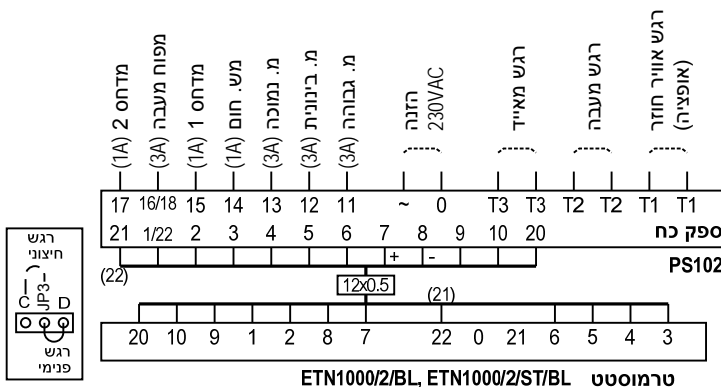 מדחס 2 (1A)
מפוח מעבה (3A)
מדחס 1 (1A)
מש. חום (1A)
מ. נמוכה (3A)
מ. בינונית (3A)
מ. גבוהה (3A)
הזנה
230VAC
רגש מאייד
רגש מעבה
רגש אוויר חוזר
(אופציה)
17 16/18 15 14 13 12 11 ~ 0 T3 T3 T2 T2 T1 T1
21 1/22 2 3 4 5 6 7 8 9 10 20 ספק כח
+ -
PS102
(22)
12x0.5
(21)
רגש
חיצוני
C JP3 D
רגש
פנימי
20 10 9 1 2 8 7 22 0 21 6 5 4 3
טרמוסטט ETN1000/2/BL, ETN1000/2/ST/BL